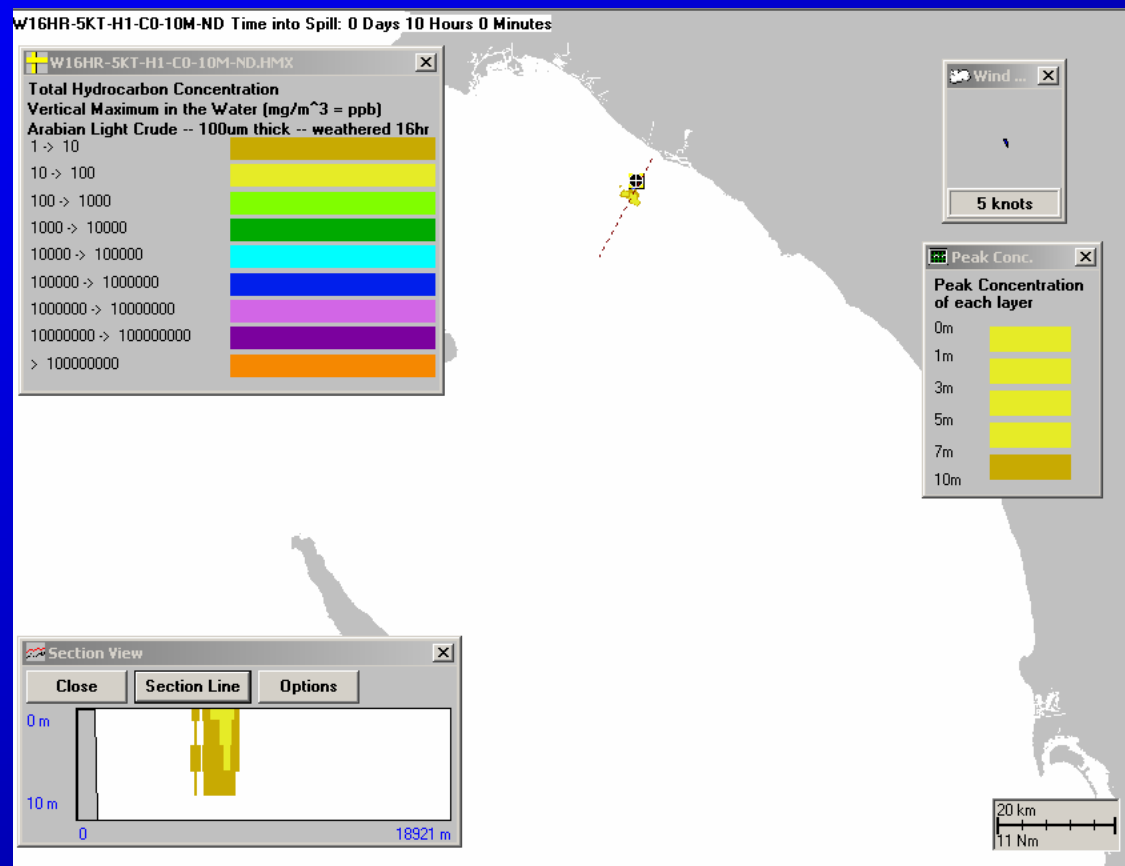 W16HR-5KT-H1-C0-10M-ND Time into Spill: 0 Days 10 Hours 0 Minutes
W16HR-5KT-H1-C0-10M-ND.HMX
Total Hydrocarbon Concentration
Vertical Maximum in the Water (mg/m^3 = ppb)
Arabian Light Crude -- 100um thick -- weathered 16hr
1 -> 10
10 -> 100
100 -> 1000
1000 -> 10000
10000 -> 100000
100000 -> 1000000
1000000 -> 10000000
10000000 -> 100000000
> 100000000
Wind ...
5 knots
Peak Conc.
Peak Concentration
of each layer
0m
1m
3m
5m
7m
10m
Section View
Close Section Line Options
0 m
10 m
0 18921 m
20 km
11 Nm